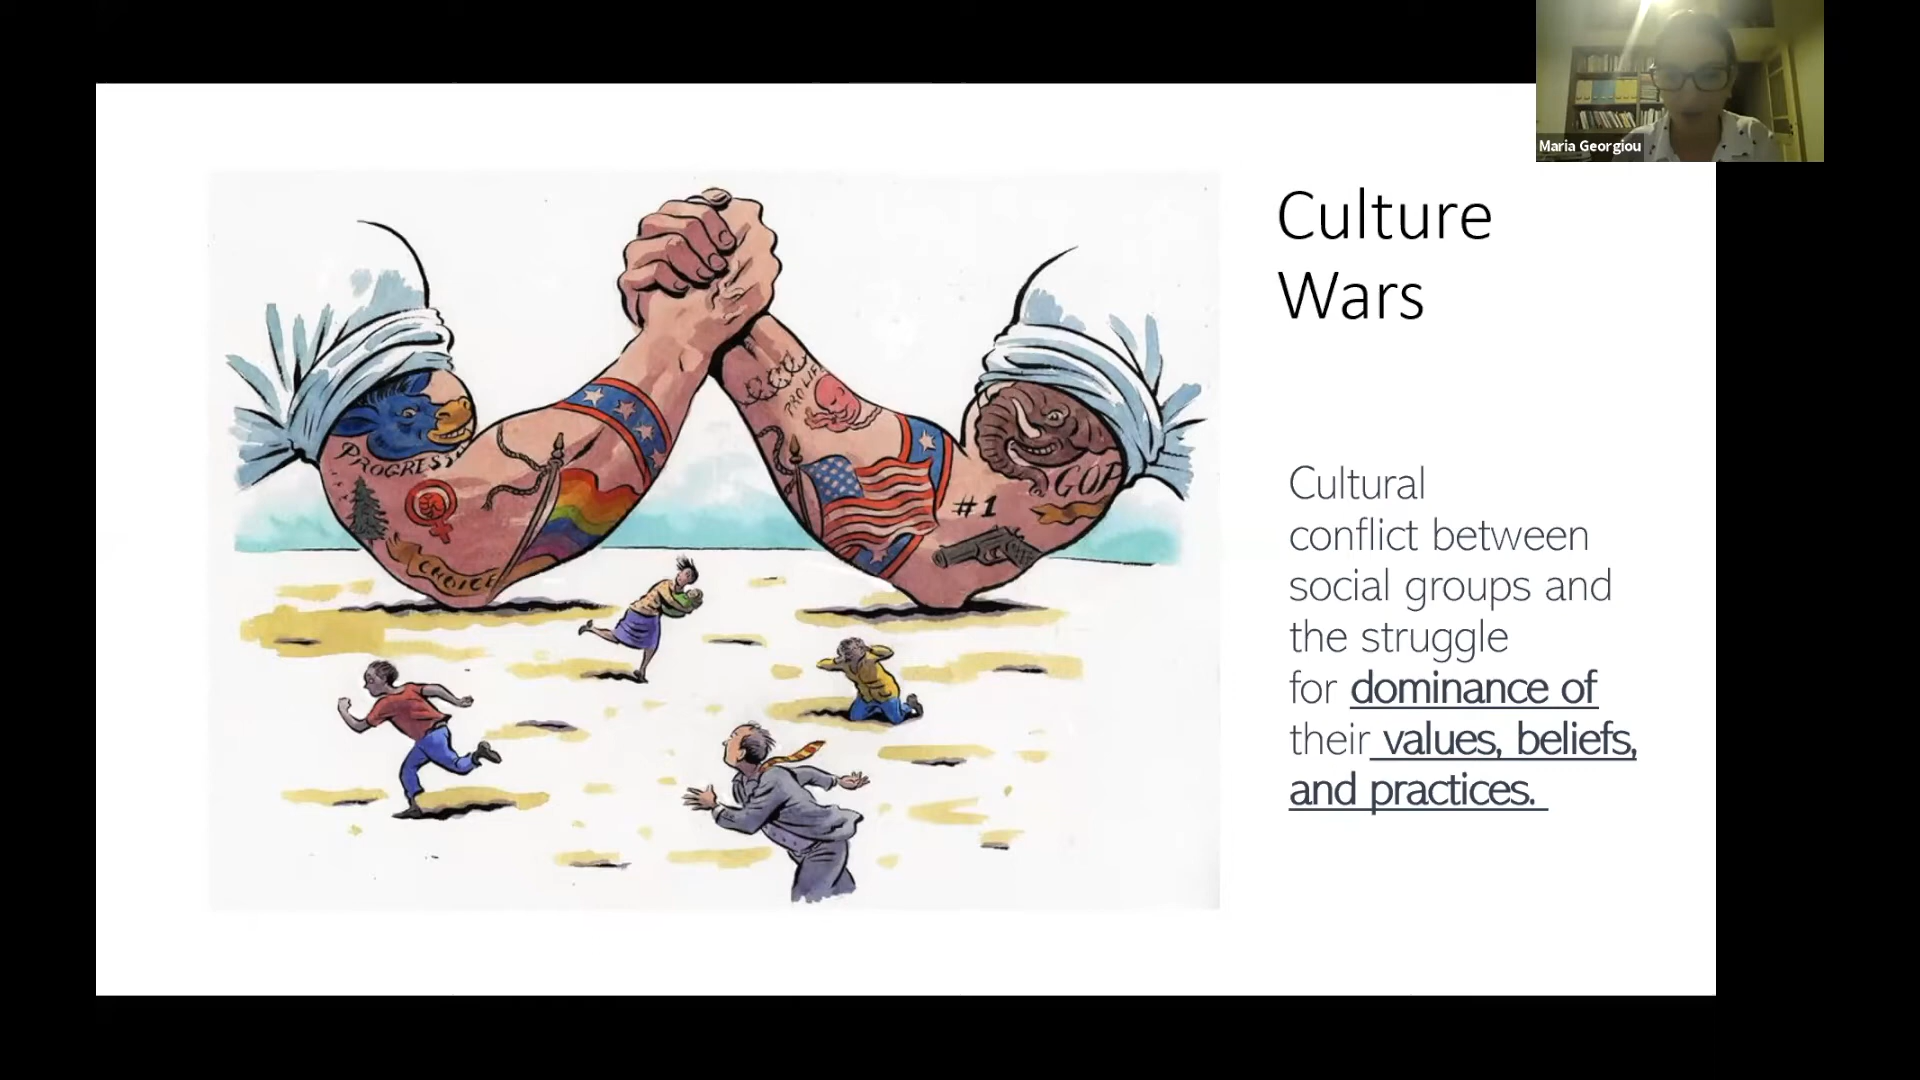 Maria Georgiou
Culture
Wars
PROGRESS
CHOICE
PRO LIFE
#1
GOP
Cultural
conflict between
social groups and
the struggle
for dominance of
their values, beliefs,
and practices.